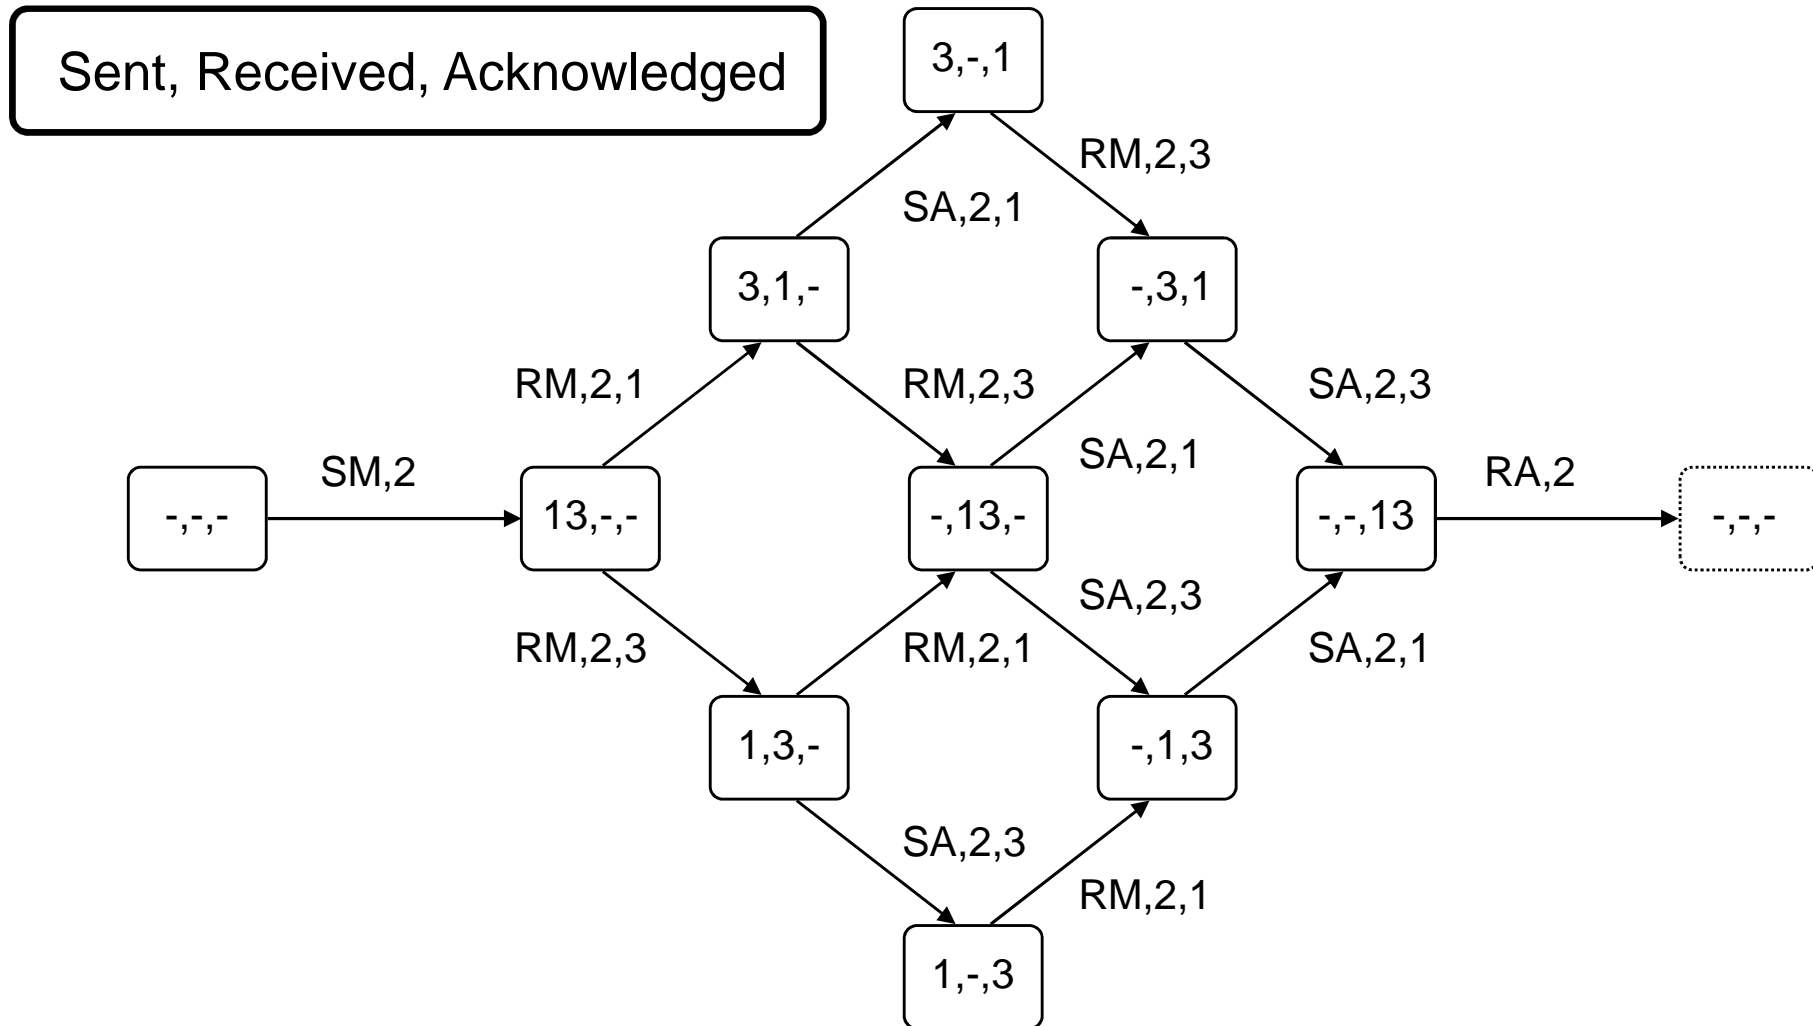 Sent, Received, Acknowledged
3,-,1
RM,2,3
SA,2,1
3,1,-
-,3,1
RM,2,1
RM,2,3
SA,2,3
SA,2,1
SM,2
RA,2
-,-,-
13,-,-
-,13,-
-,-,13
-,-,-
SA,2,3
RM,2,3
RM,2,1
SA,2,1
1,3,-
-,1,3
SA,2,3
RM,2,1
1,-,3